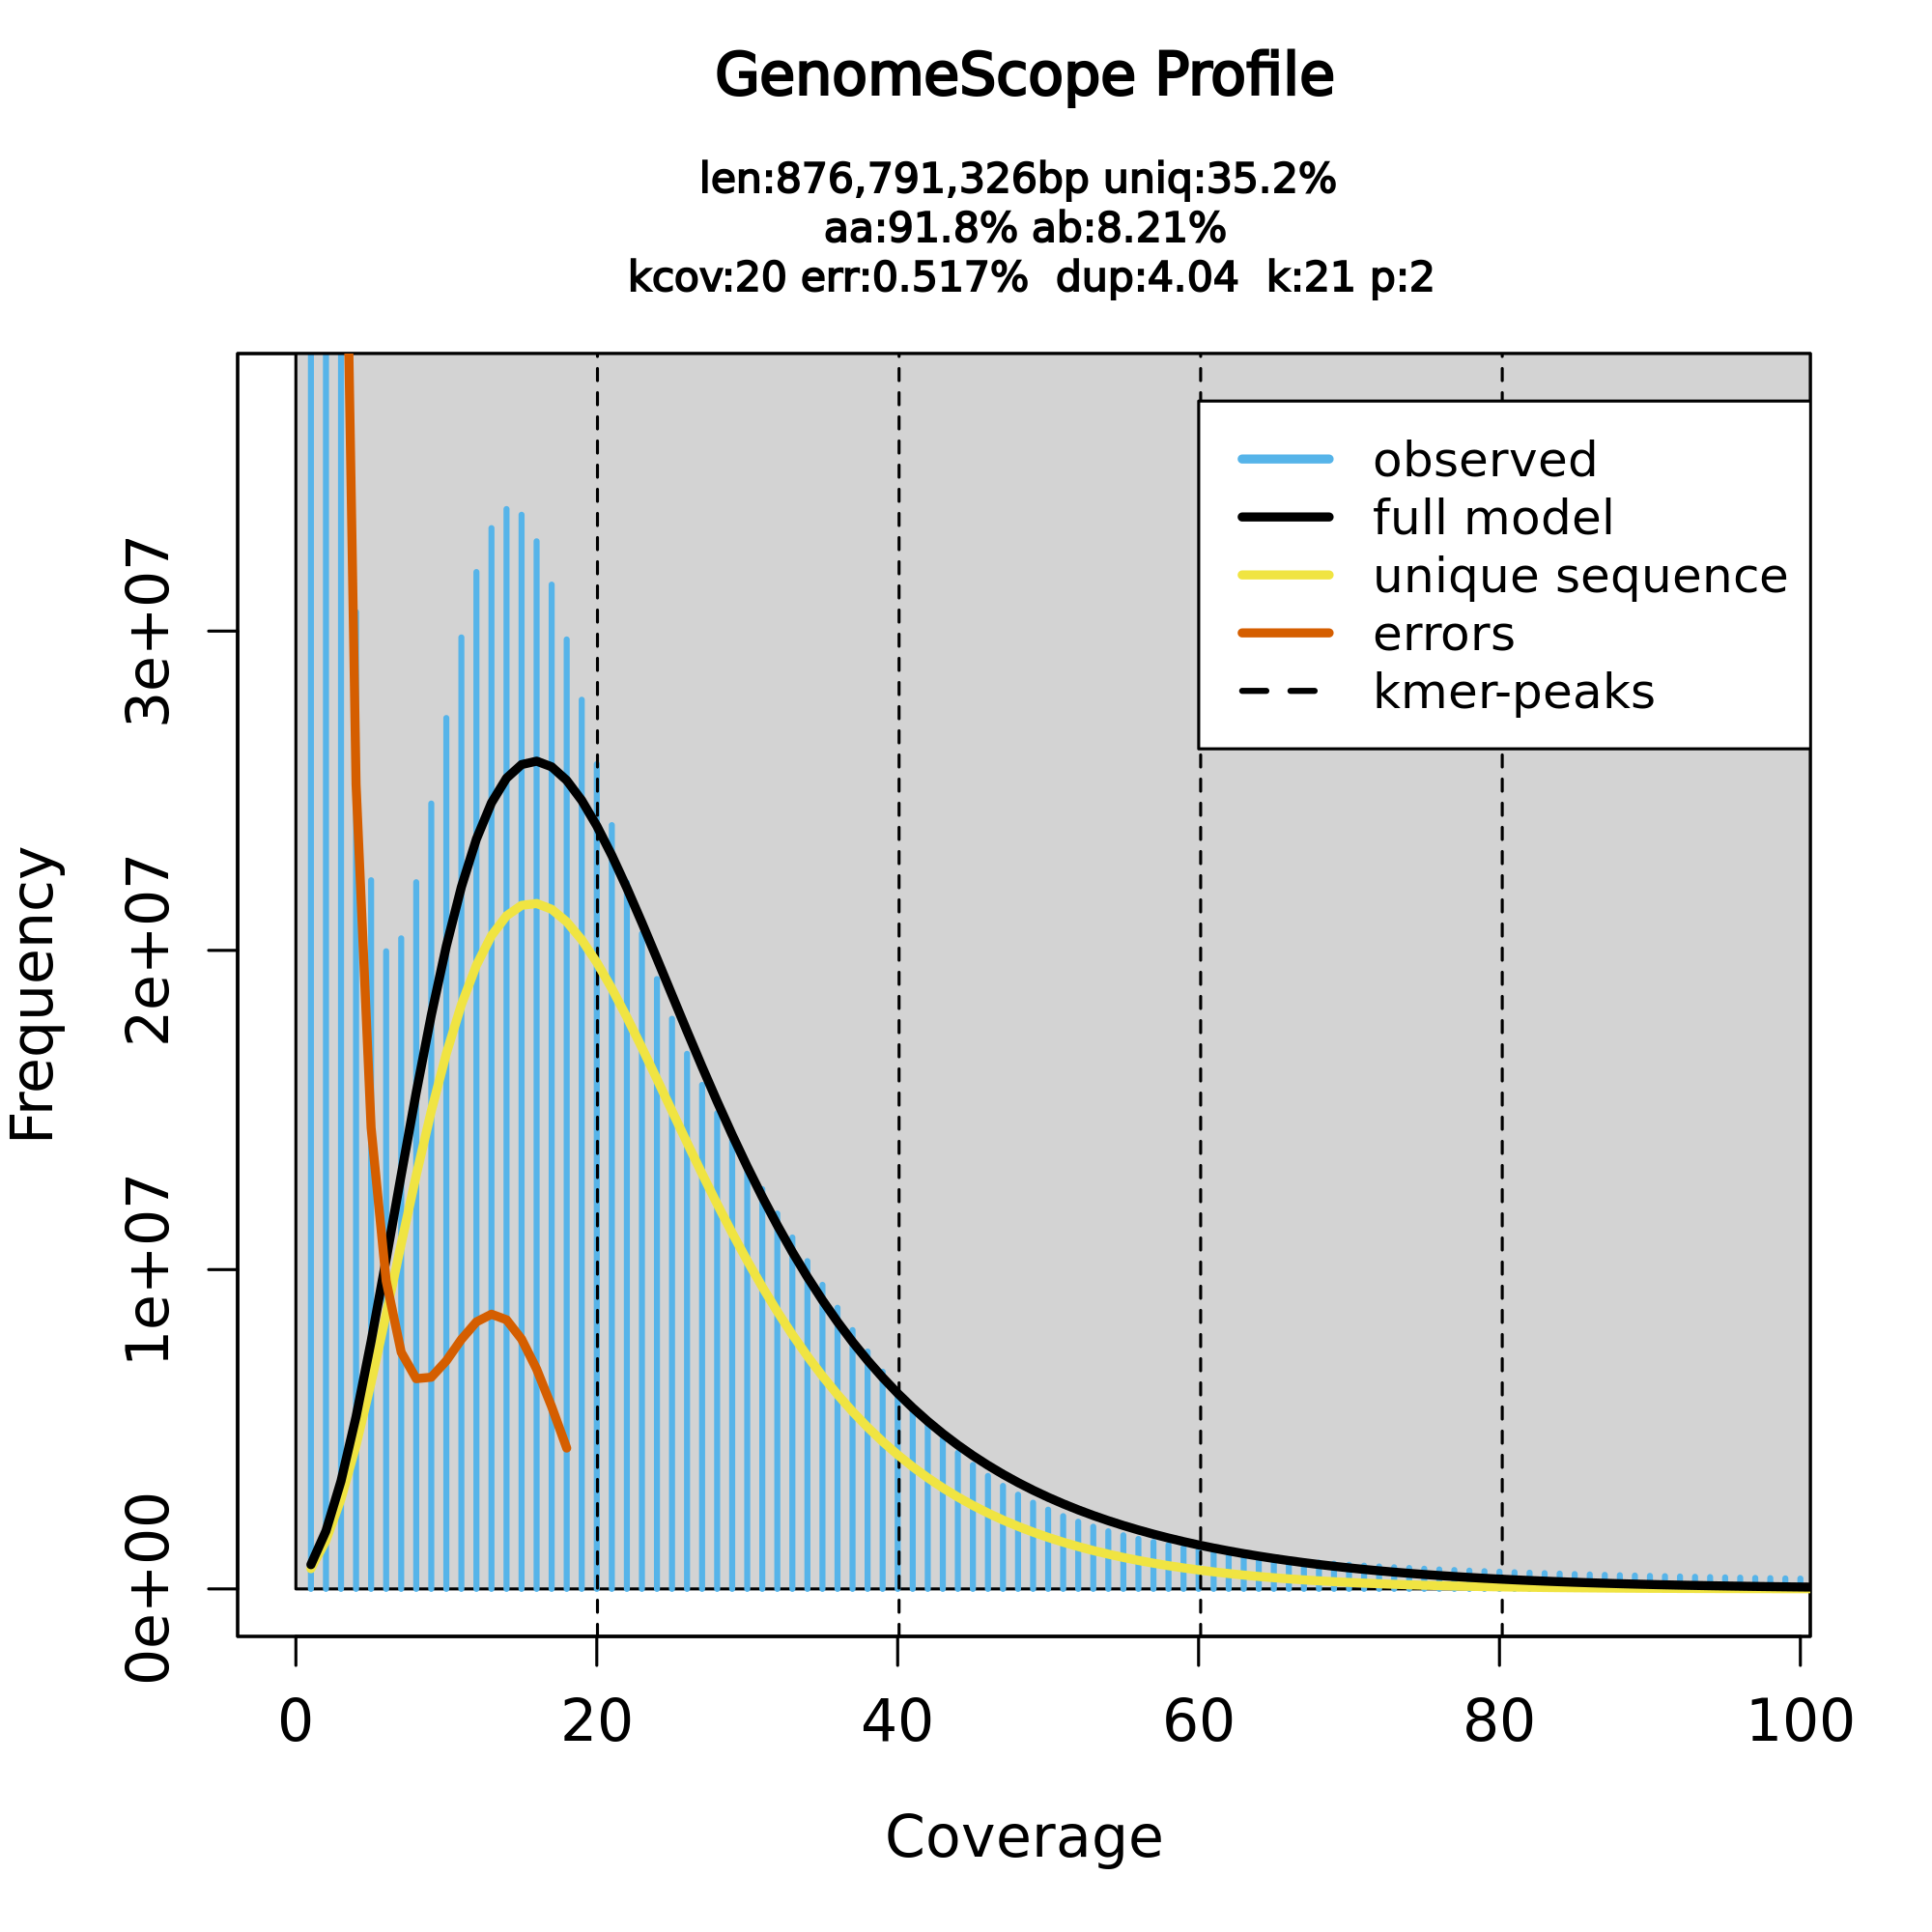 GenomeScope Profile
len:876,791,326bp uniq:35.2%
aa:91.8% ab:8.21%
kcov:20 err:0.517% dup:4.04 k:21 p:2
observed
full model
unique sequence
errors
kmer-peaks
Frequency
3e+07
2e+07
1e+07
0e+00
0 20 40 60 80 100
Coverage